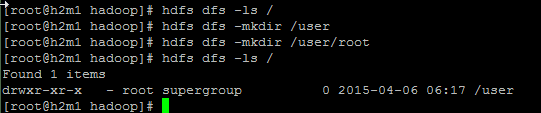 [root@h2m1 hadoop]# hdfs dfs -ls /
[root@h2m1 hadoop]# hdfs dfs -mkdir /user
[root@h2m1 hadoop]# hdfs dfs -mkdir /user/root
[root@h2m1 hadoop]# hdfs dfs -ls /
Found 1 items
drwxr-xr-x   - root supergroup          0 2015-04-06 06:17 /user
[root@h2m1 hadoop]#